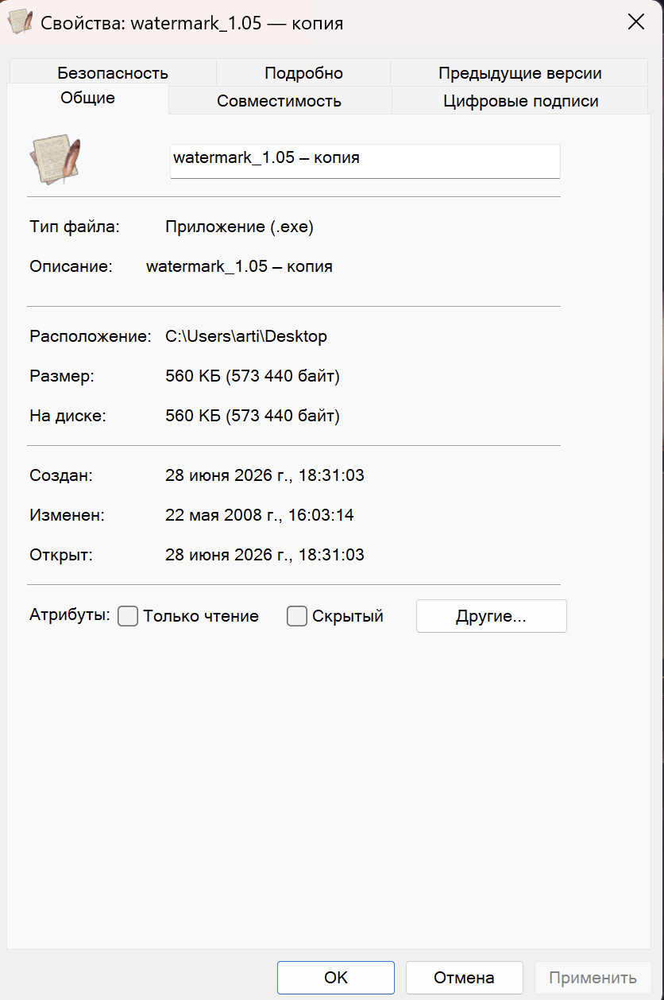 Свойства: watermark_1.05 — копия
Безопасность Подробно Предыдущие версии
Общие Совместимость Цифровые подписи
watermark_1.05 – копия
Тип файла: Приложение (.exe)
Описание: watermark_1.05 – копия
Расположение: C:\Users\arti\Desktop
Размер: 560 КБ (573 440 байт)
На диске: 560 КБ (573 440 байт)
Создан: 28 июня 2026 г., 18:31:03
Изменен: 22 мая 2008 г., 16:03:14
Открыт: 28 июня 2026 г., 18:31:03
Атрибуты: Только чтение Скрытый Другие...
ОК Отмена Применить